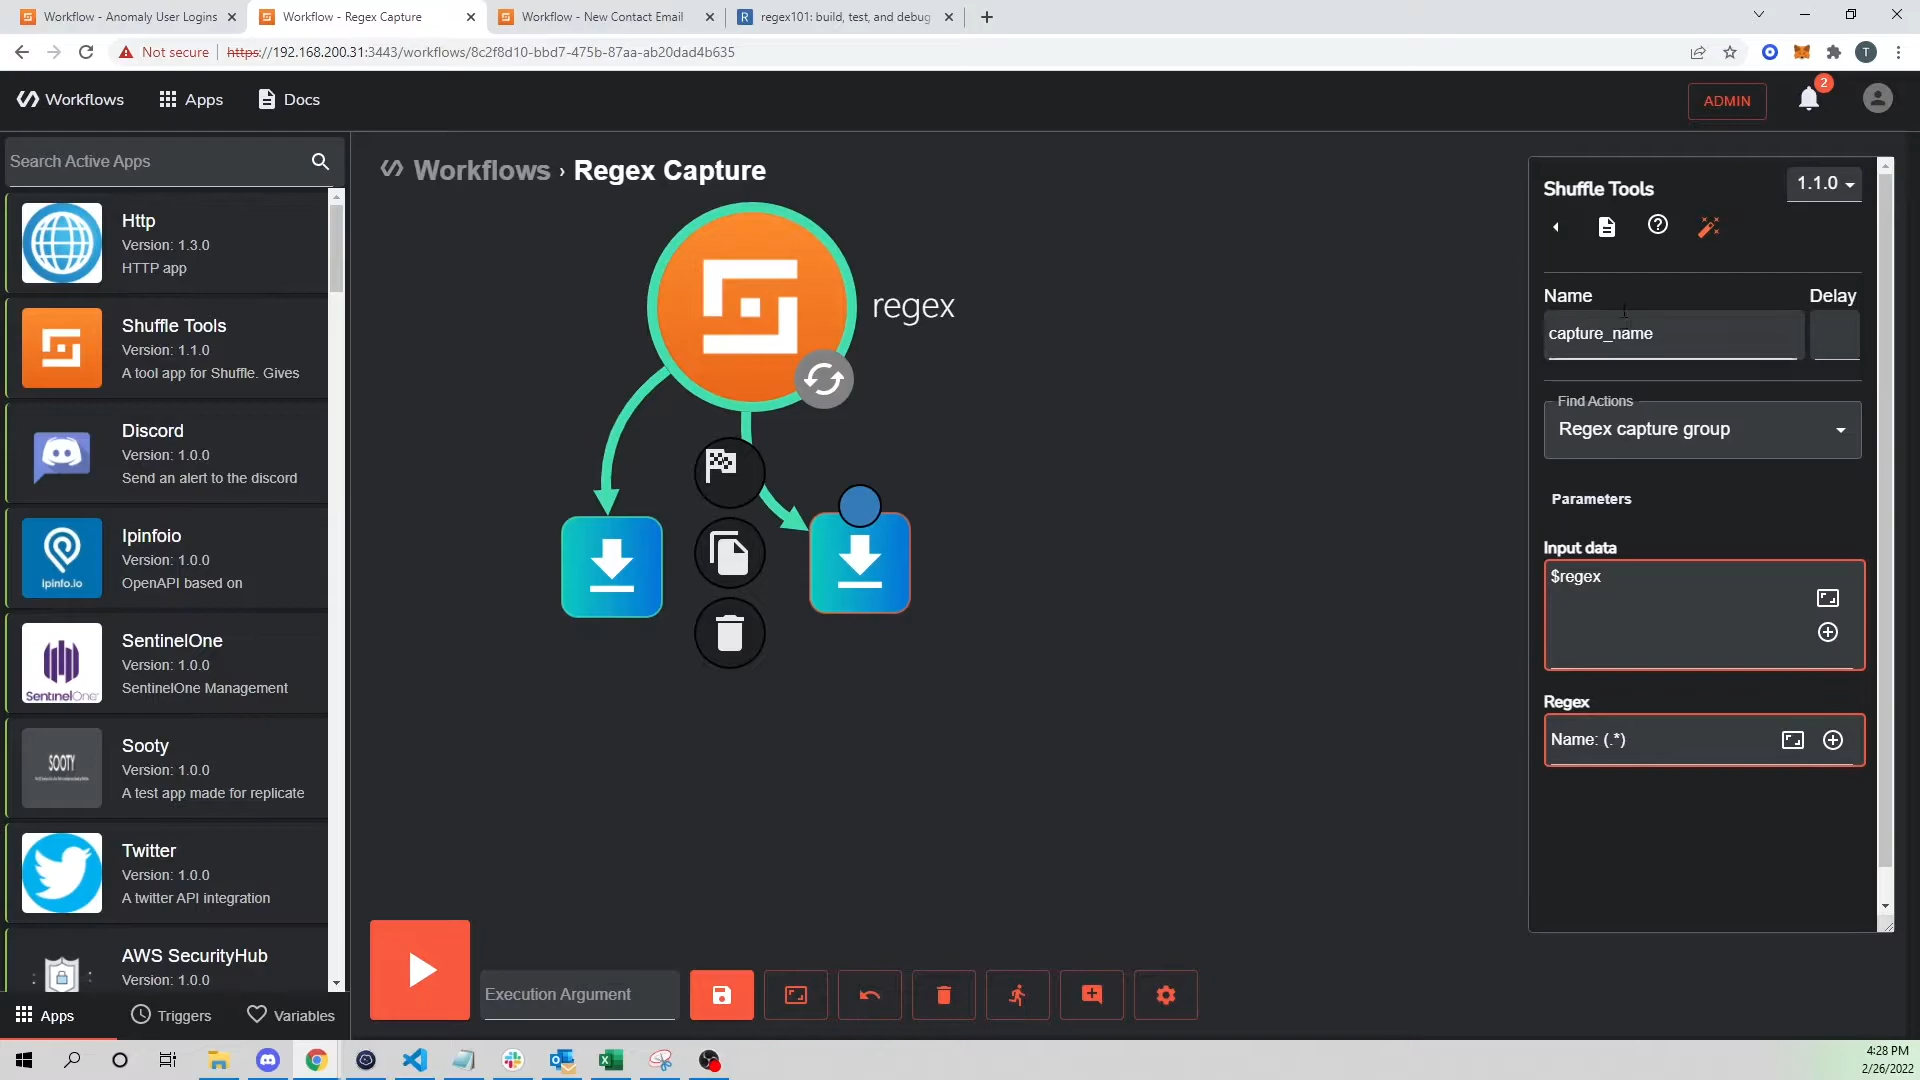 Workflow - Anomaly User Logins
Workflow - Regex Capture
Workflow - New Contact Email
regex101: build, test, and debug
Not secure
https://192.168.200.31:3443/workflows/8c2f8d10-bbd7-475b-87aa-ab20dad4b635
T
Workflows
Apps
Docs
ADMIN
2
Search Active Apps
Http
Version: 1.3.0
HTTP app
Shuffle Tools
Version: 1.1.0
A tool app for Shuffle. Gives
Discord
Version: 1.0.0
Send an alert to the discord
ipinfo.io
Ipinfoio
Version: 1.0.0
OpenAPI based on
SentinelOne
SentinelOne
Version: 1.0.0
SentinelOne Management
SOOTY
Sooty
Version: 1.0.0
A test app made for replicate
Twitter
Version: 1.0.0
A twitter API integration
AWS SecurityHub
Version: 1.0.0
Apps
Triggers
Variables
Workflows › Regex Capture
regex
Execution Argument
Shuffle Tools
1.1.0
Name
Delay
capture_name
Find Actions
Regex capture group
Parameters
Input data
$regex
Regex
Name: (.*)
4:28 PM
2/26/2022